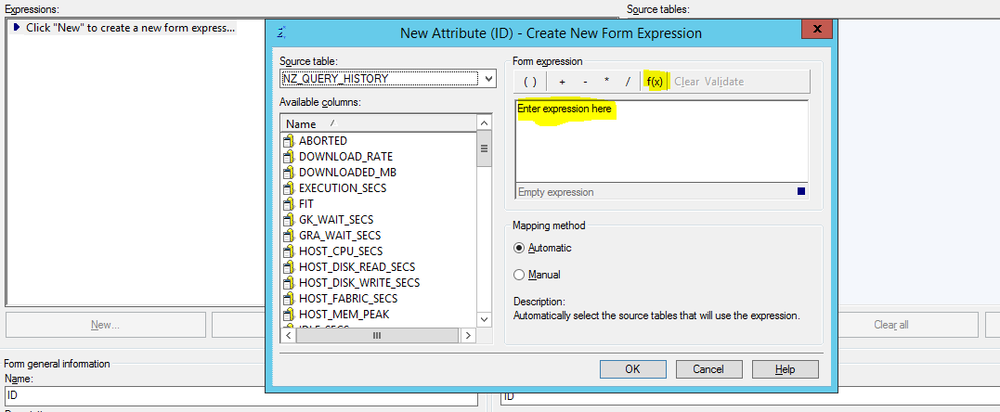 Expressions:
Source tables:
Click "New" to create a new form express...
New Attribute (ID) - Create New Form Expression
x
Source table:
NZ_QUERY_HISTORY
Available columns:
Name
ABORTED
DOWNLOAD_RATE
DOWNLOADED_MB
EXECUTION_SECS
FIT
GK_WAIT_SECS
GRA_WAIT_SECS
HOST_CPU_SECS
HOST_DISK_READ_SECS
HOST_DISK_WRITE_SECS
HOST_FABRIC_SECS
HOST_MEM_PEAK
IDLE_SECS
Form expression
( ) + - * / f(x) Clear Validate
Enter expression here
Empty expression
Mapping method
Automatic
Manual
Description:
Automatically select the source tables that will use the expression.
OK Cancel Help
New...
Clear all
Form general information
Name:
ID
ID